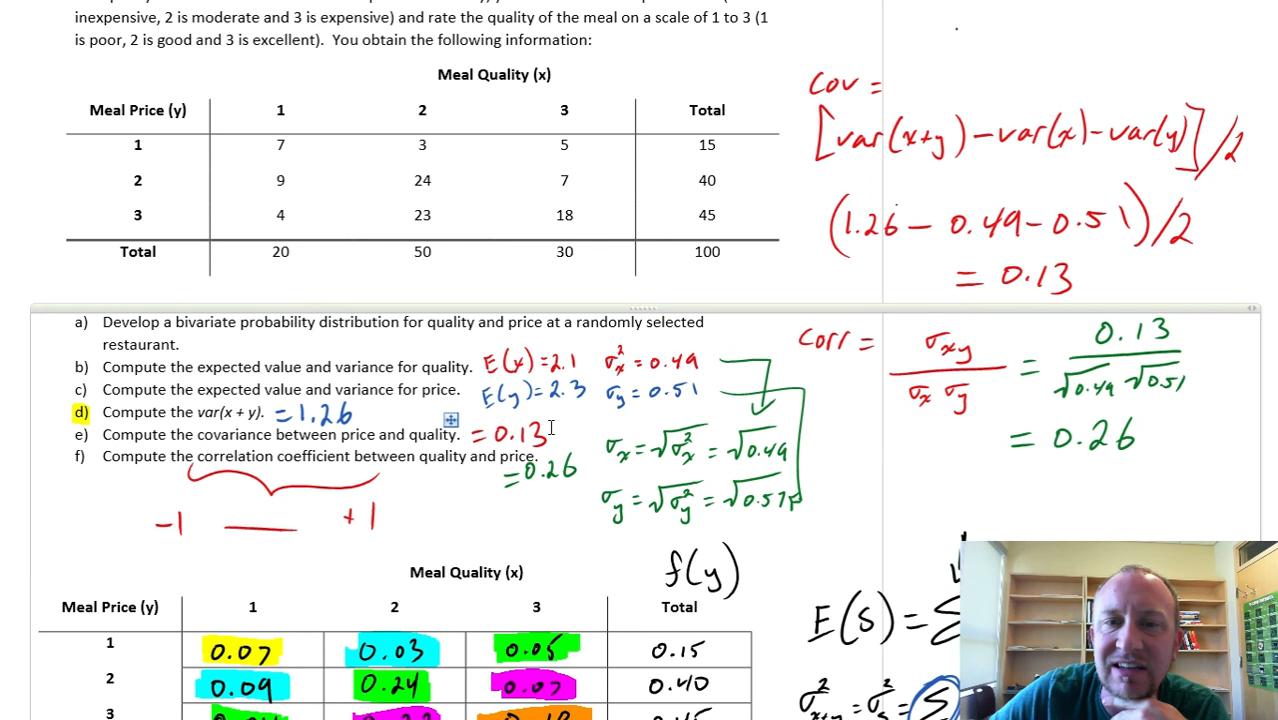 inexpensive, 2 is moderate and 3 is expensive) and rate the quality of the meal on a scale of 1 to 3 (1
is poor, 2 is good and 3 is excellent). You obtain the following information:
Meal Quality (x)
Meal Price (y) 1 2 3 Total
1 7 3 5 15
2 9 24 7 40
3 4 23 18 45
Total 20 50 30 100
Cov =
[var(x+y) - var(x) - var(y)]/2
(1.26 - 0.49 - 0.51)/2
= 0.13
a) Develop a bivariate probability distribution for quality and price at a randomly selected
restaurant.
b) Compute the expected value and variance for quality. E(x) = 2.1 σ²x = 0.49
c) Compute the expected value and variance for price. E(y) = 2.3 σy = 0.51
d) Compute the var(x + y). = 1.26
e) Compute the covariance between price and quality. = 0.13
f) Compute the correlation coefficient between quality and price.
= 0.26
σx = √σ²x = √0.49
σy = √σ²y =
-1 +1
Corr = σxy / σx σy = 0.13 / √0.49 √0.51
= 0.26
f(y)
Meal Quality (x)
Meal Price (y) 1 2 3 Total
1 0.07 0.03 0.05 0.15
2 0.09 0.24 0.07 0.40
3
E(S) = Σ
σ²x+y = σ²s =